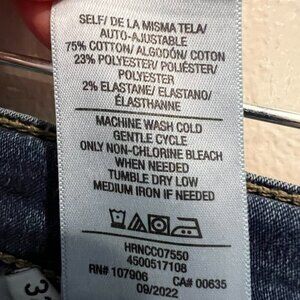 SELF/ DE LA MISMA TELA/
AUTO-AJUSTABLE
75% COTTON/ ALGODÓN/ COTON
23% POLYESTER/ POLIÉSTER/
POLYESTER
2% ELASTANE/ ELASTANO/
ÉLASTHANNE
MACHINE WASH COLD
GENTLE CYCLE
ONLY NON-CHLORINE BLEACH
WHEN NEEDED
TUMBLE DRY LOW
MEDIUM IRON IF NEEDED
HRNCC07550
4500517108
RN# 107906 CA# 00635
09/2022